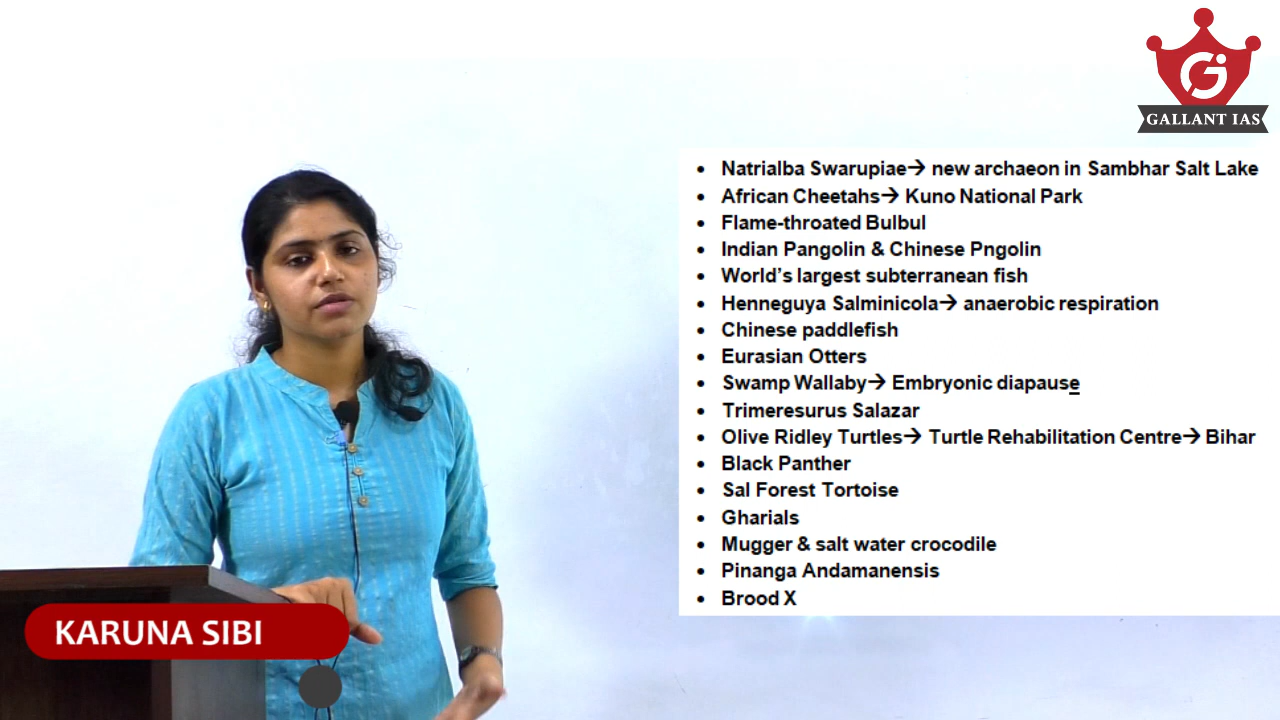 GALLANT IAS
• Natrialba Swarupiae→ new archaeon in Sambhar Salt Lake
• African Cheetahs→ Kuno National Park
• Flame-throated Bulbul
• Indian Pangolin & Chinese Pngolin
• World's largest subterranean fish
• Henneguya Salminicola→ anaerobic respiration
• Chinese paddlefish
• Eurasian Otters
• Swamp Wallaby→ Embryonic diapause
• Trimeresurus Salazar
• Olive Ridley Turtles→ Turtle Rehabilitation Centre→ Bihar
• Black Panther
• Sal Forest Tortoise
• Gharials
• Mugger & salt water crocodile
• Pinanga Andamanensis
• Brood X
KARUNA SIBI